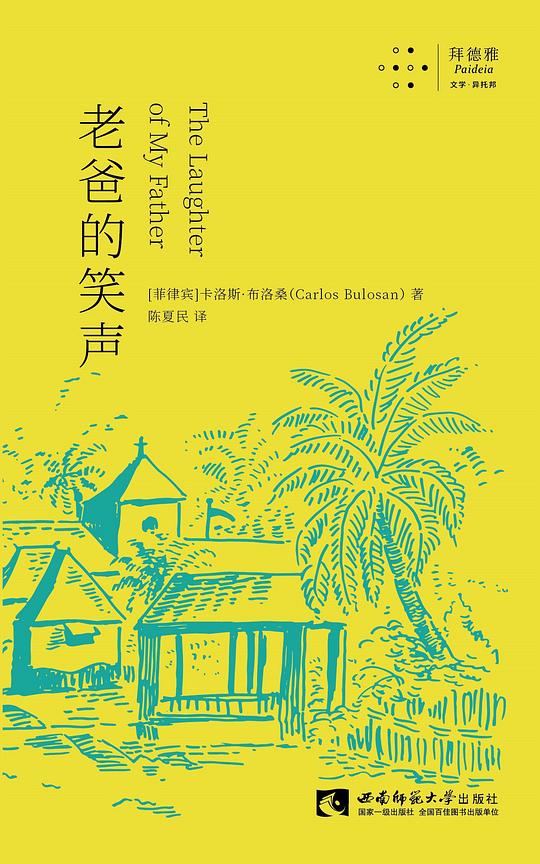 拜德雅
Paideia
文学·异托邦
老爸的笑声
The Laughter
of My Father
[菲律宾]卡洛斯·布洛桑(Carlos Bulosan) 著
陈夏民 译
西南师范大学出版社
国家一级出版社 全国百佳图书出版单位